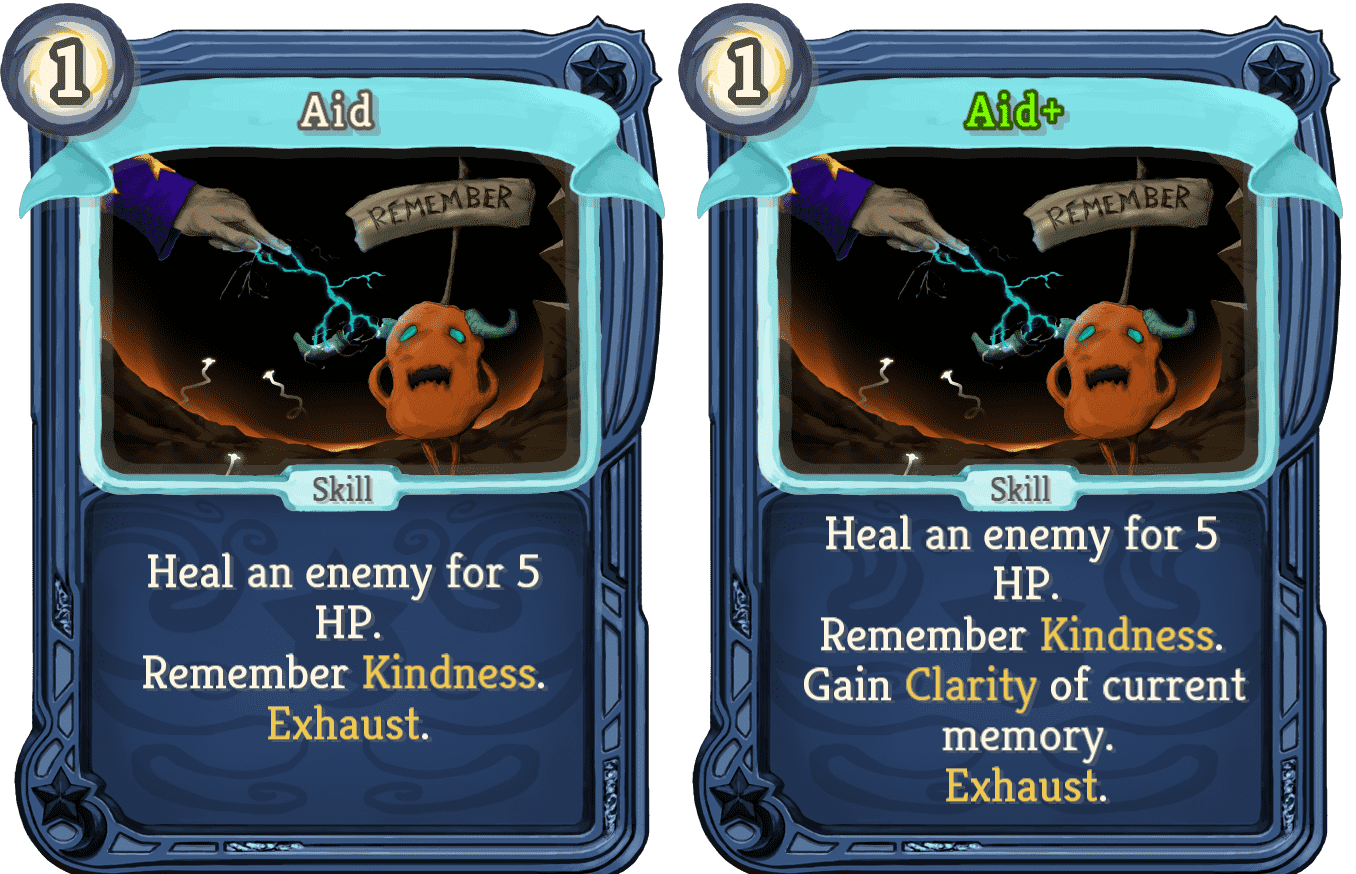 1
Aid
REMEMBER
Skill
Heal an enemy for 5
HP.
Remember Kindness.
Exhaust.
1
Aid+
REMEMBER
Skill
Heal an enemy for 5
HP.
Remember Kindness.
Gain Clarity of current
memory.
Exhaust.